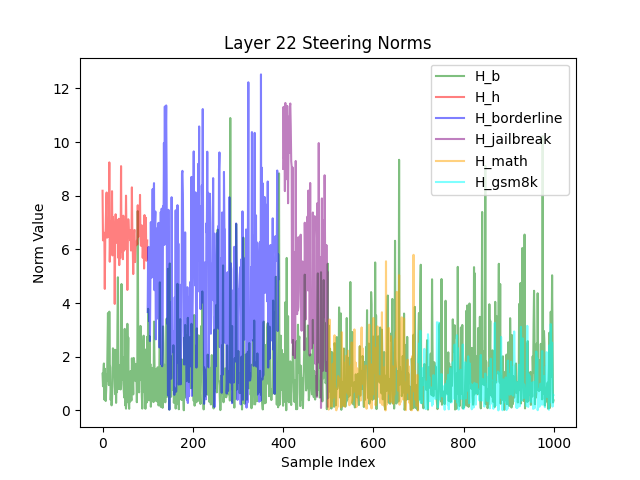 Layer 22 Steering Norms
H_b
H_h
H_borderline
H_jailbreak
H_math
H_gsm8k
Norm Value
12
10
8
6
4
2
0
0
200
400
600
800
1000
Sample Index